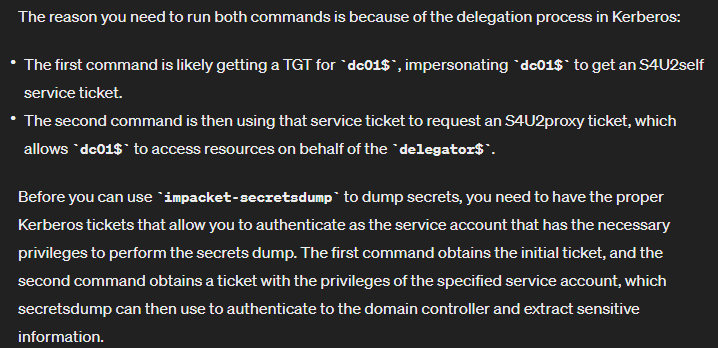 The reason you need to run both commands is because of the delegation process in Kerberos:
• The first command is likely getting a TGT for `dc01$`, impersonating `dc01$` to get an S4U2self
service ticket.
• The second command is then using that service ticket to request an S4U2proxy ticket, which
allows `dc01$` to access resources on behalf of the `delegator$`.
Before you can use `impacket-secretsdump` to dump secrets, you need to have the proper
Kerberos tickets that allow you to authenticate as the service account that has the necessary
privileges to perform the secrets dump. The first command obtains the initial ticket, and the
second command obtains a ticket with the privileges of the specified service account, which
secretsdump can then use to authenticate to the domain controller and extract sensitive
information.